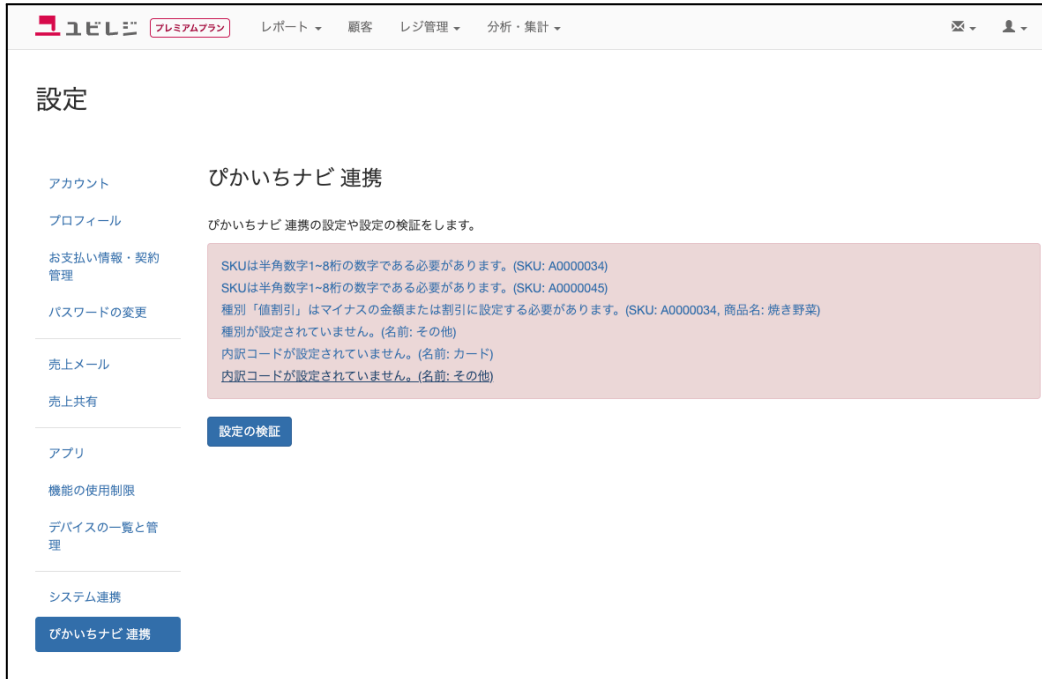 ユビレジ プレミアムプラン レポート 顧客 レジ管理 分析・集計
設定
アカウント
プロフィール
お支払い情報・契約
管理
パスワードの変更
売上メール
売上共有
アプリ
機能の使用制限
デバイスの一覧と管
理
システム連携
ぴかいちナビ 連携
ぴかいちナビ 連携
ぴかいちナビ 連携の設定や設定の検証をします。
SKUは半角数字1~8桁の数字である必要があります。(SKU: A0000034)
SKUは半角数字1~8桁の数字である必要があります。(SKU: A0000045)
種別「値割引」はマイナスの金額または割引に設定する必要があります。(SKU: A0000034, 商品名: 焼き野菜)
種別が設定されていません。(名前: その他)
内訳コードが設定されていません。(名前: カード)
内訳コードが設定されていません。(名前: その他)
設定の検証